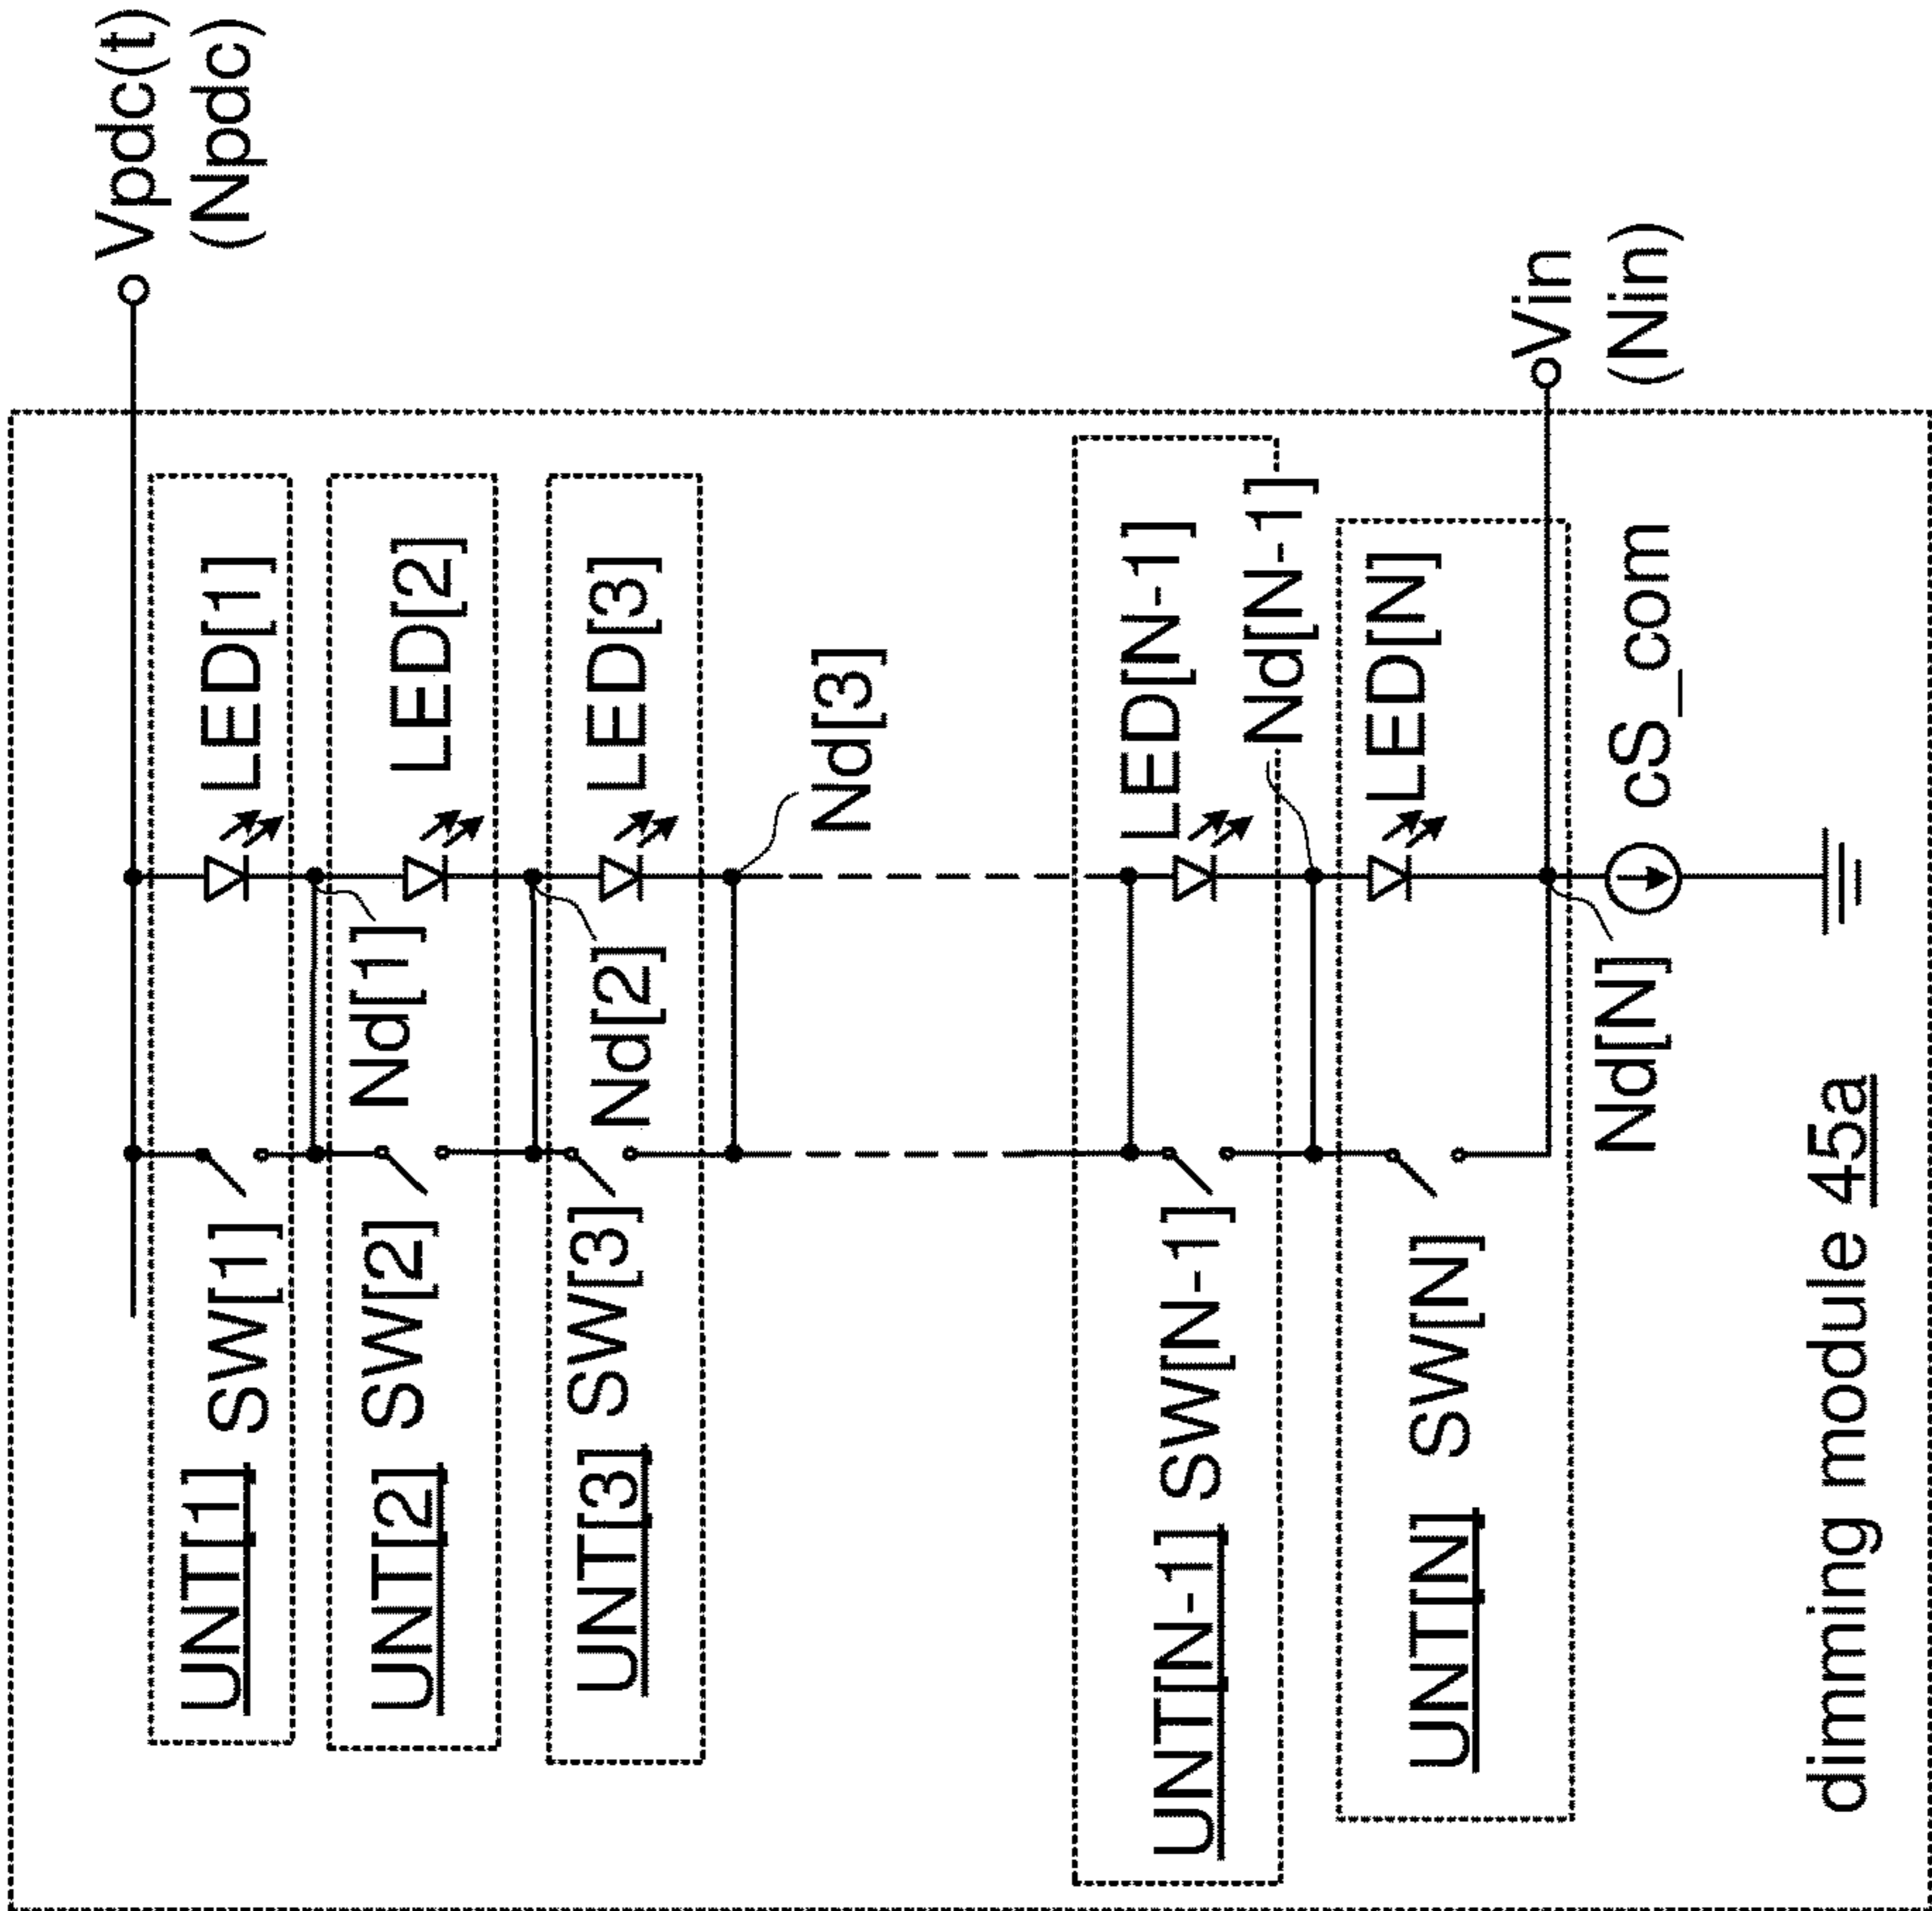 Vpdc(t)
(Npdc)
UNT[1] SW[1] LED[1]
Nd[1]
UNT[2] SW[2] LED[2]
Nd[2]
UNT[3] SW[3] LED[3]
Nd[3]
UNT[N-1] SW[N-1] LED[N-1]
Nd[N-1]
UNT[N] SW[N] LED[N]
Vin
(Nin)
Nd[N] cS_com
dimming module 45a